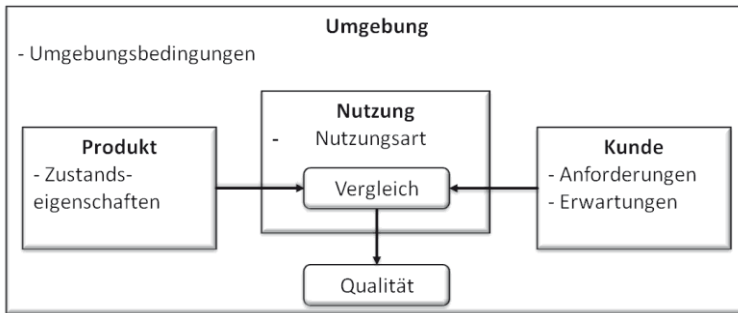 Umgebung
- Umgebungsbedingungen
Nutzung
- Nutzungsart
Produkt
- Zustands-
eigenschaften
Vergleich
Kunde
- Anforderungen
- Erwartungen
Qualität